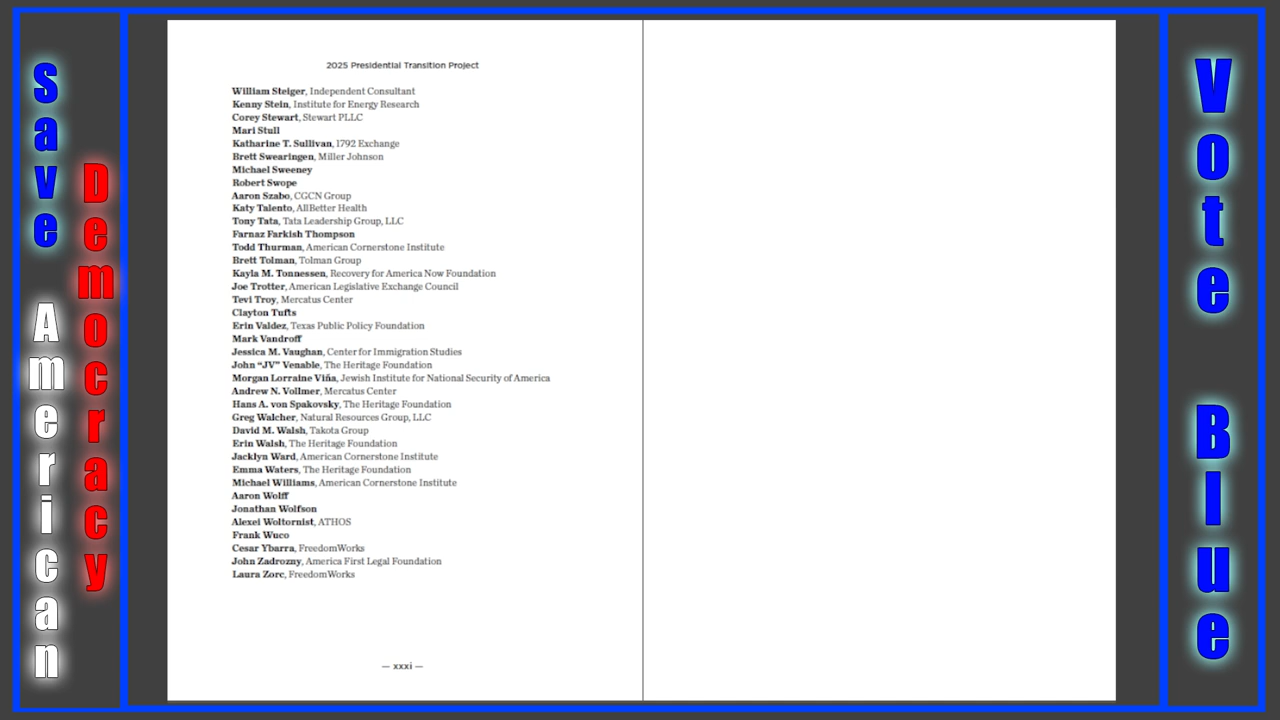 Save American
Democracy
2025 Presidential Transition Project
William Steiger, Independent Consultant
Kenny Stein, Institute for Energy Research
Corey Stewart, Stewart PLLC
Mari Stull
Katharine T. Sullivan, 1792 Exchange
Brett Swearingen, Miller Johnson
Michael Sweeney
Robert Swope
Aaron Szabo, CGCN Group
Katy Talento, AllBetter Health
Tony Tata, Tata Leadership Group, LLC
Farnaz Farkish Thompson
Todd Thurman, American Cornerstone Institute
Brett Tolman, Tolman Group
Kayla M. Tonnessen, Recovery for America Now Foundation
Joe Trotter, American Legislative Exchange Council
Tevi Troy, Mercatus Center
Clayton Tufts
Erin Valdez, Texas Public Policy Foundation
Mark Vandroff
Jessica M. Vaughan, Center for Immigration Studies
John “JV” Venable, The Heritage Foundation
Morgan Lorraine Viña, Jewish Institute for National Security of America
Andrew N. Vollmer, Mercatus Center
Hans A. von Spakovsky, The Heritage Foundation
Greg Walcher, Natural Resources Group, LLC
David M. Walsh, Takota Group
Erin Walsh, The Heritage Foundation
Jacklyn Ward, American Cornerstone Institute
Emma Waters, The Heritage Foundation
Michael Williams, American Cornerstone Institute
Aaron Wolff
Jonathan Wolfson
Alexei Woltornist, ATHOS
Frank Wuco
Cesar Ybarra, FreedomWorks
John Zadrozny, America First Legal Foundation
Laura Zorc, FreedomWorks
— xxxi —
Vote Blue